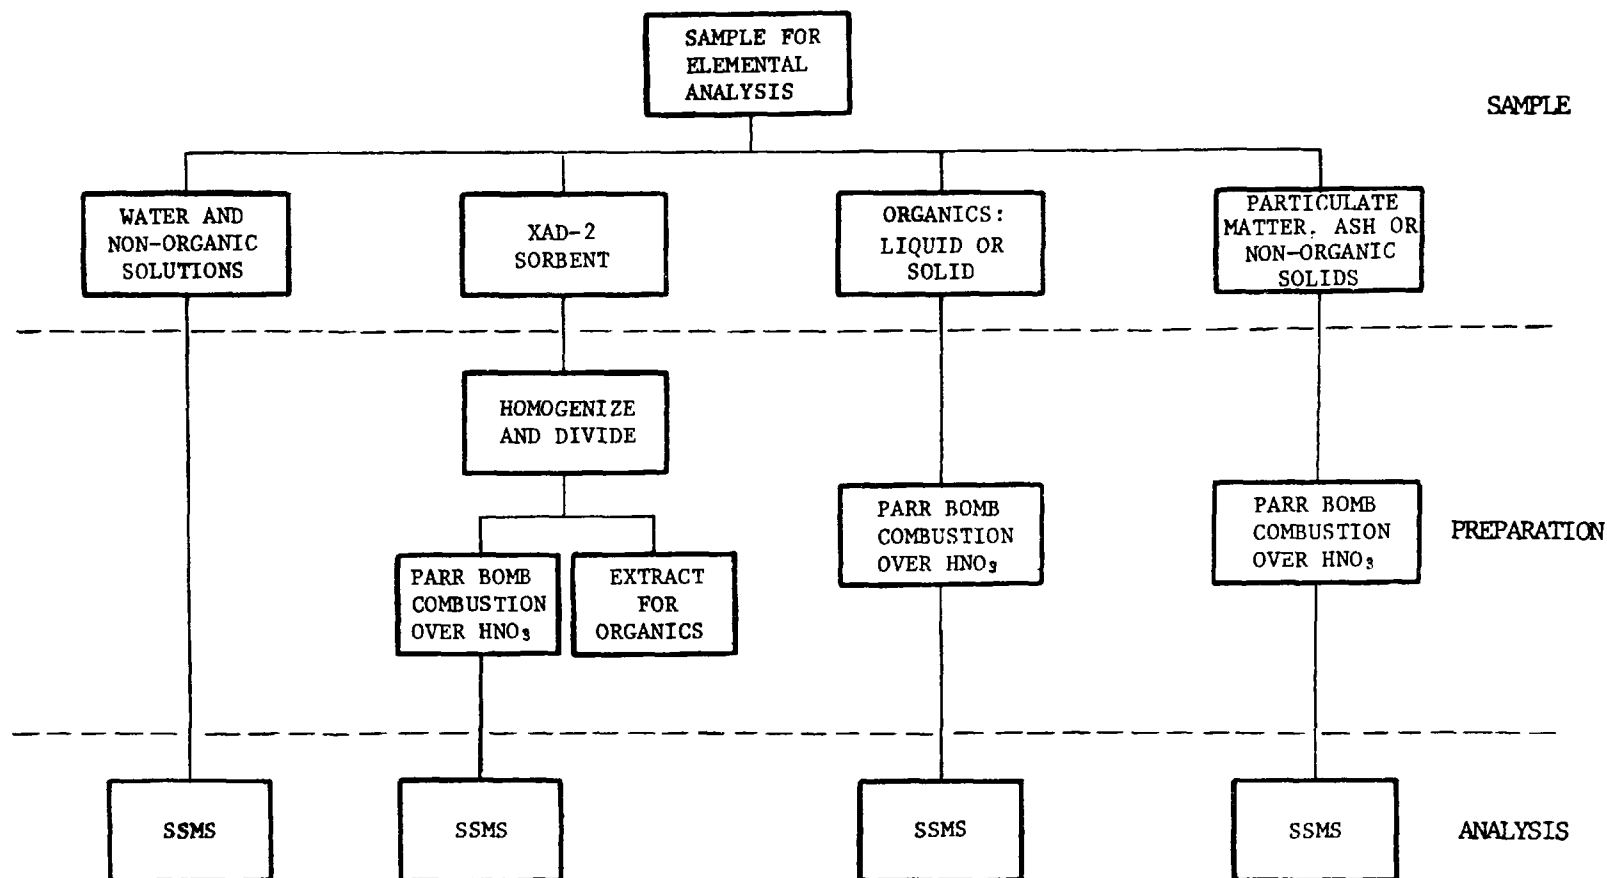 SAMPLE FOR
ELEMENTAL
ANALYSIS
SAMPLE
WATER AND
NON-ORGANIC
SOLUTIONS
XAD-2
SORBENT
ORGANICS:
LIQUID OR
SOLID
PARTICULATE
MATTER, ASH OR
NON-ORGANIC
SOLIDS
HOMOGENIZE
AND DIVIDE
PARR BOMB
COMBUSTION
OVER HNO₃
EXTRACT
FOR
ORGANICS
PARR BOMB
COMBUSTION
OVER HNO₃
PARR BOMB
COMBUSTION
OVER HNO₃
PREPARATION
SSMS
SSMS
SSMS
SSMS
ANALYSIS